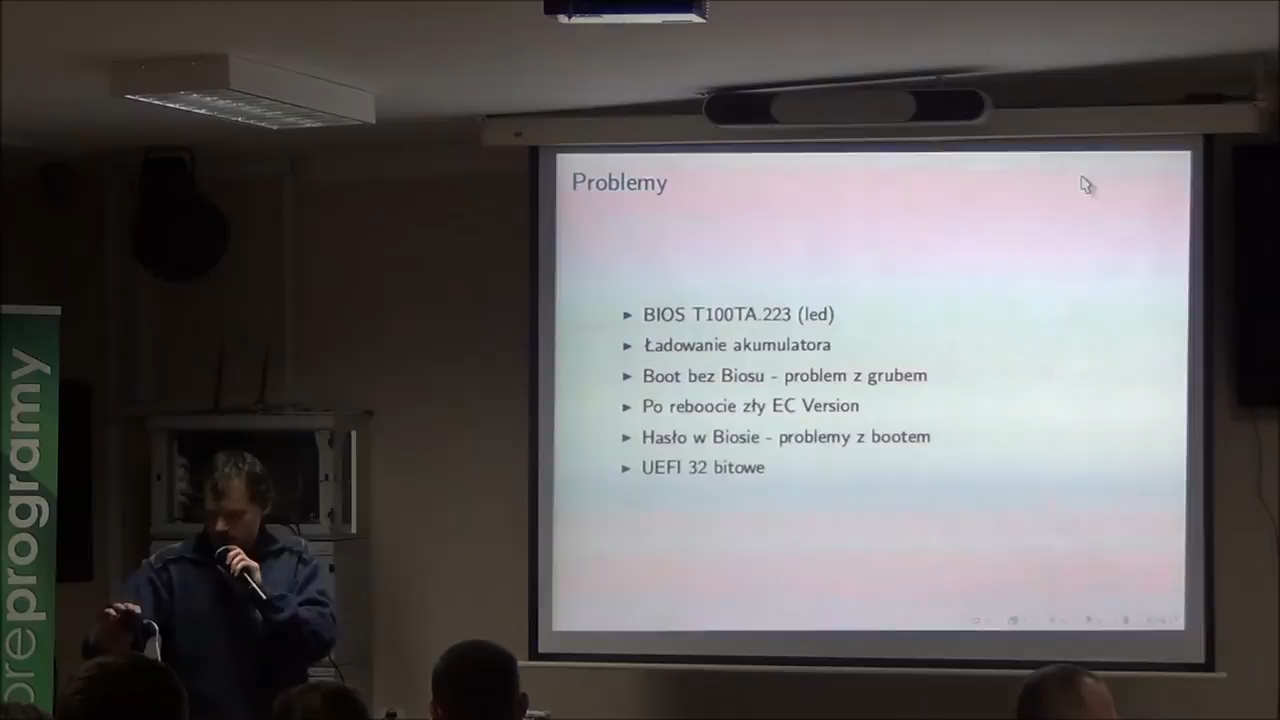 Problemy
BIOS T100TA.223 (led)
Ładowanie akumulatora
Boot bez Biosu - problem z grubem
Po reboocie zły EC Version
Hasło w Biosie - problemy z bootem
UEFI 32 bitowe
preprogramy